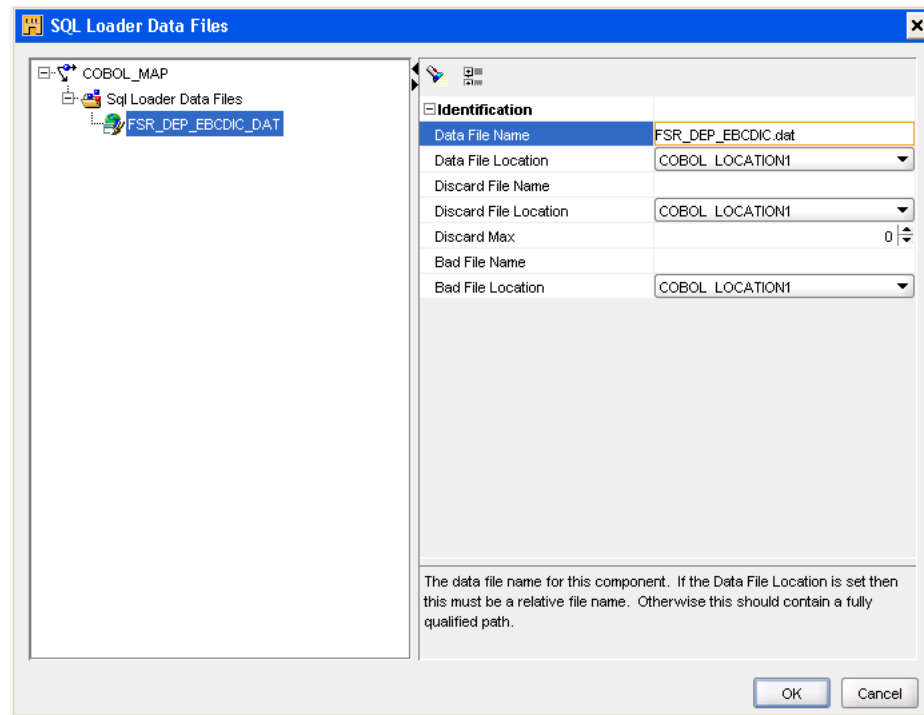 SQL Loader Data Files
COBOL_MAP
Sql Loader Data Files
FSR_DEP_EBCDIC_DAT
Identification
Data File Name FSR_DEP_EBCDIC.dat
Data File Location COBOL_LOCATION1
Discard File Name
Discard File Location COBOL_LOCATION1
Discard Max 0
Bad File Name
Bad File Location COBOL_LOCATION1
The data file name for this component. If the Data File Location is set then
this must be a relative file name. Otherwise this should contain a fully
qualified path.
OK Cancel